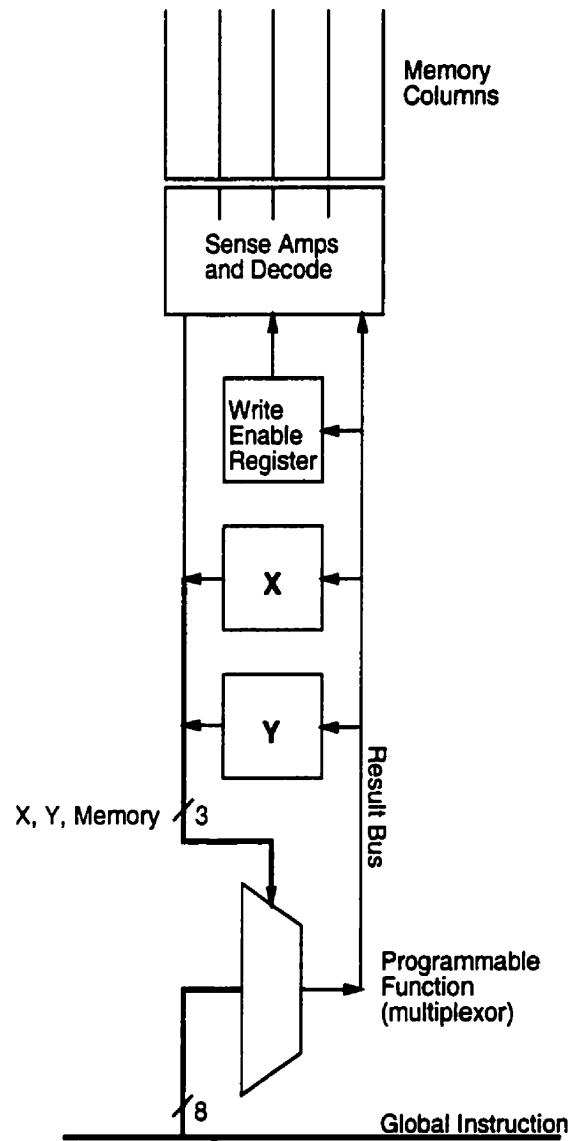 Memory
Columns
Sense Amps
and Decode
Write
Enable
Register
X
Y
Result Bus
X, Y, Memory
3
Programmable
Function
(multiplexor)
8
Global Instruction